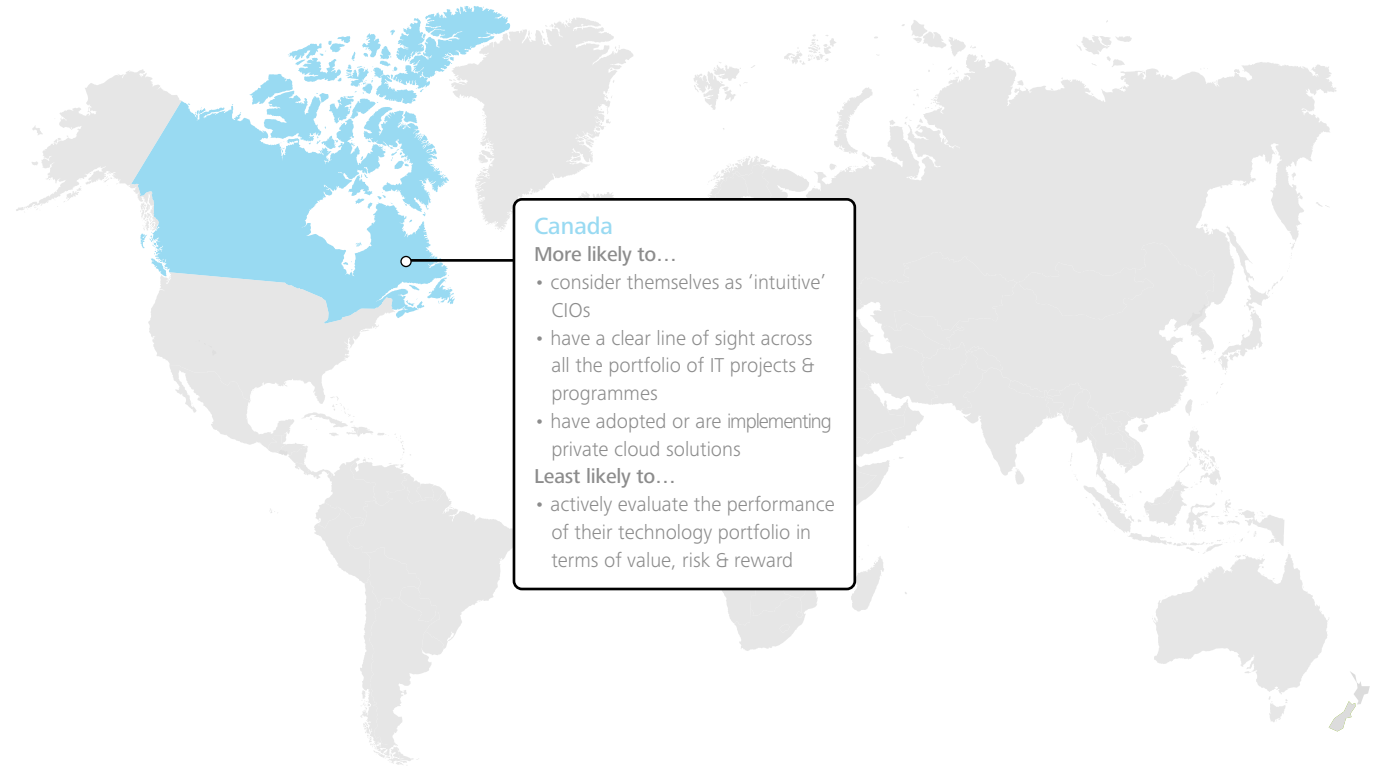 Canada
More likely to…
• consider themselves as ‘intuitive’
CIOs
• have a clear line of sight across
all the portfolio of IT projects &
programmes
• have adopted or are implementing
private cloud solutions
Least likely to…
• actively evaluate the performance
of their technology portfolio in
terms of value, risk & reward